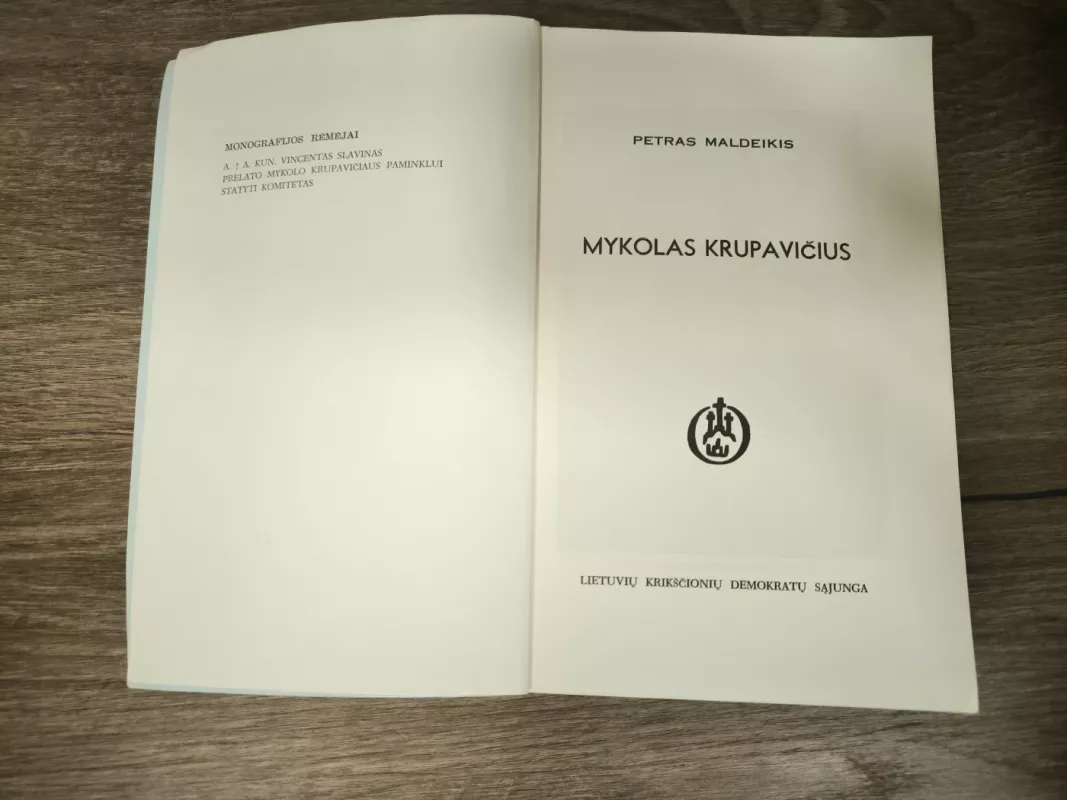 MONOGRAFIJOS RĖMĖJAI
A. † A. KUN. VINCENTAS SLAVINAS
PRELATO MYKOLO KRUPAVIČIAUS PAMINKLUI
STATYTI KOMITETAS
PETRAS MALDEIKIS
MYKOLAS KRUPAVIČIUS
LIETUVIŲ KRIKŠČIONIŲ DEMOKRATŲ SĄJUNGA